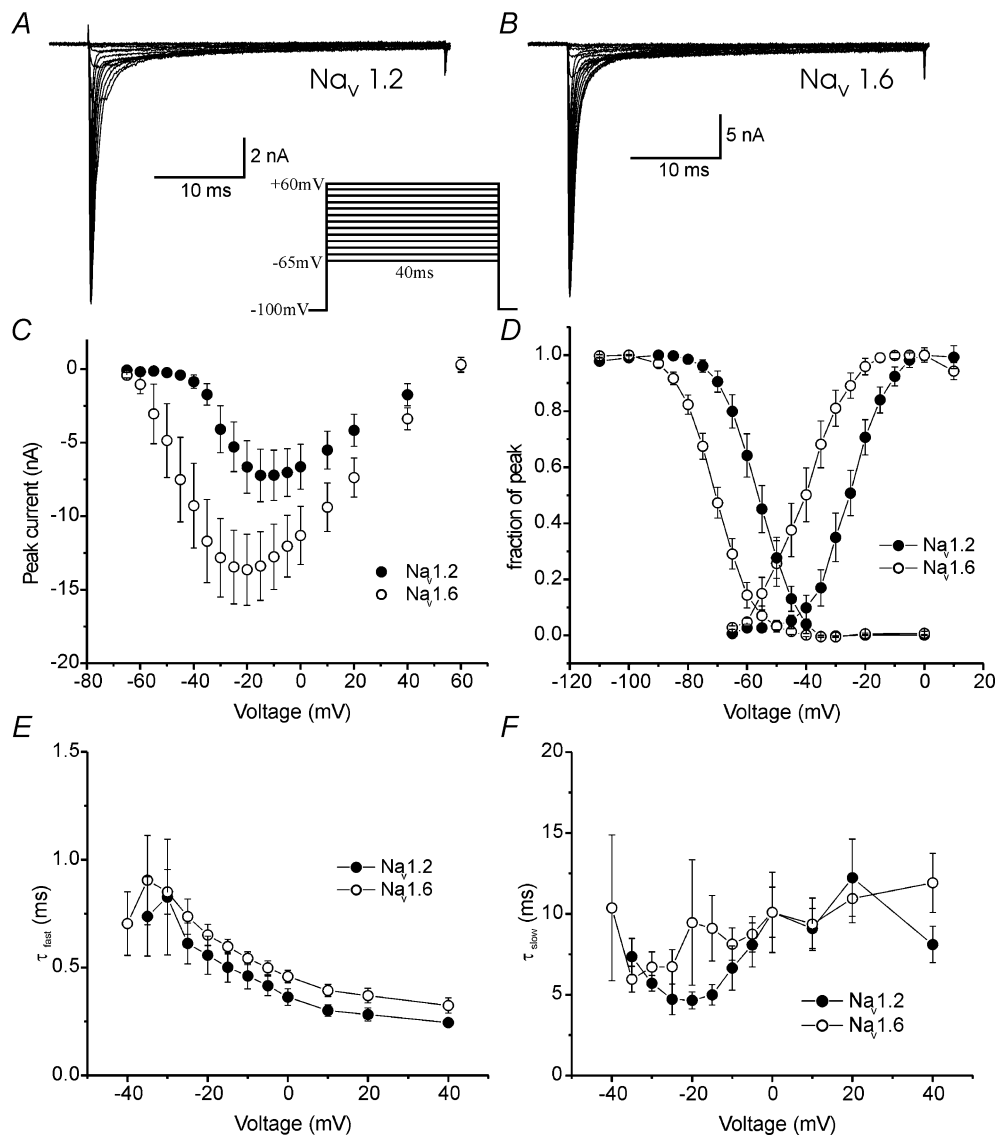 A
Nav 1.2
2 nA
10 ms
+60mV
-65mV
40ms
-100mV
B
Nav 1.6
5 nA
10 ms
C
0
-5
-10
-15
-20
Peak current (nA)
-80 -60 -40 -20 0 20 40 60
Voltage (mV)
Nav1.2
Nav1.6
D
1.0
0.8
0.6
0.4
0.2
0.0
fraction of peak
-120 -100 -80 -60 -40 -20 0 20
Voltage (mV)
Nav1.2
Nav1.6
E
1.5
1.0
0.5
0.0
τ fast (ms)
-40 -20 0 20 40
Voltage (mV)
Nav1.2
Nav1.6
F
20
15
10
5
0
τ slow (ms)
-40 -20 0 20 40
Voltage (mV)
Nav1.2
Nav1.6